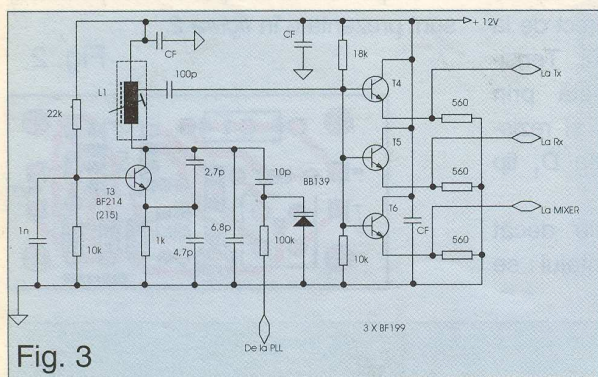 + 12V
CF
CF
18k
100p
T4
La Tx
L1
22k
560
T5
La Rx
2,7p
10p
BB139
560
T3
BF214
(215)
T6
La MIXER
CF
1n
10k
1k
4,7p
6,8p
100k
10k
560
De la PLL
3 X BF199
Fig. 3